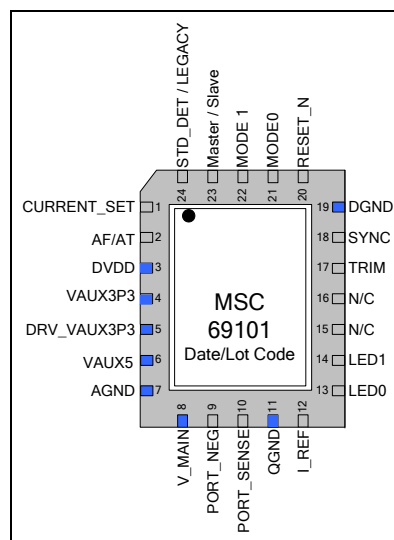 STD_DET / LEGACY
Master / Slave
MODE 1
MODE0
RESET_N
24
23
22
21
20
CURRENT_SET 1
AF/AT 2
DVDD 3
VAUX3P3 4
DRV_VAUX3P3 5
VAUX5 6
AGND 7
MSC
69101
Date/Lot Code
19 DGND
18 SYNC
17 TRIM
16 N/C
15 N/C
14 LED1
13 LED0
8
9
10
11
12
V_MAIN
PORT_NEG
PORT_SENSE
QGND
I_REF